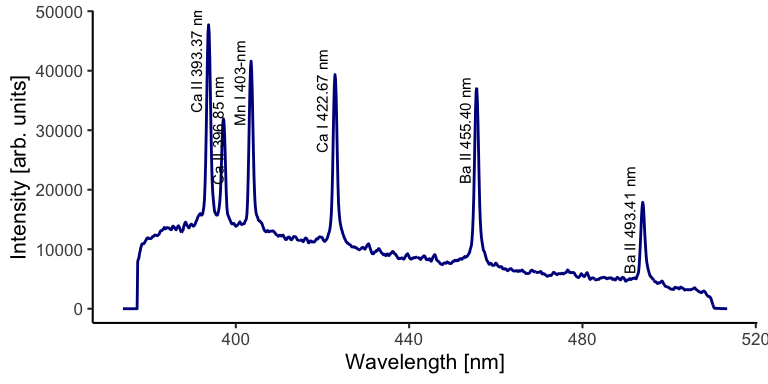 50000
40000
30000
20000
10000
0
Intensity [arb. units]
Ca II 393.37 nm
Ca II 396.85 nm
Mn I 403-nm
Ca I 422.67 nm
Ba II 455.40 nm
Ba II 493.41 nm
400
440
480
520
Wavelength [nm]